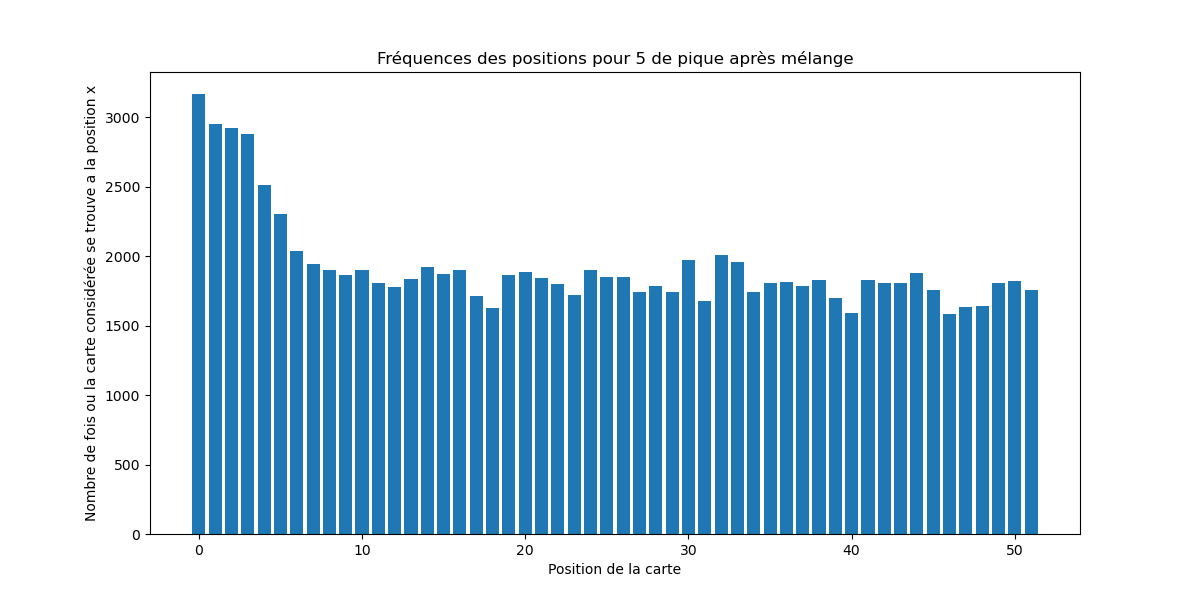 Fréquences des positions pour 5 de pique après mélange
Nombre de fois ou la carte considérée se trouve a la position x
3000
2500
2000
1500
1000
500
0
0 10 20 30 40 50
Position de la carte